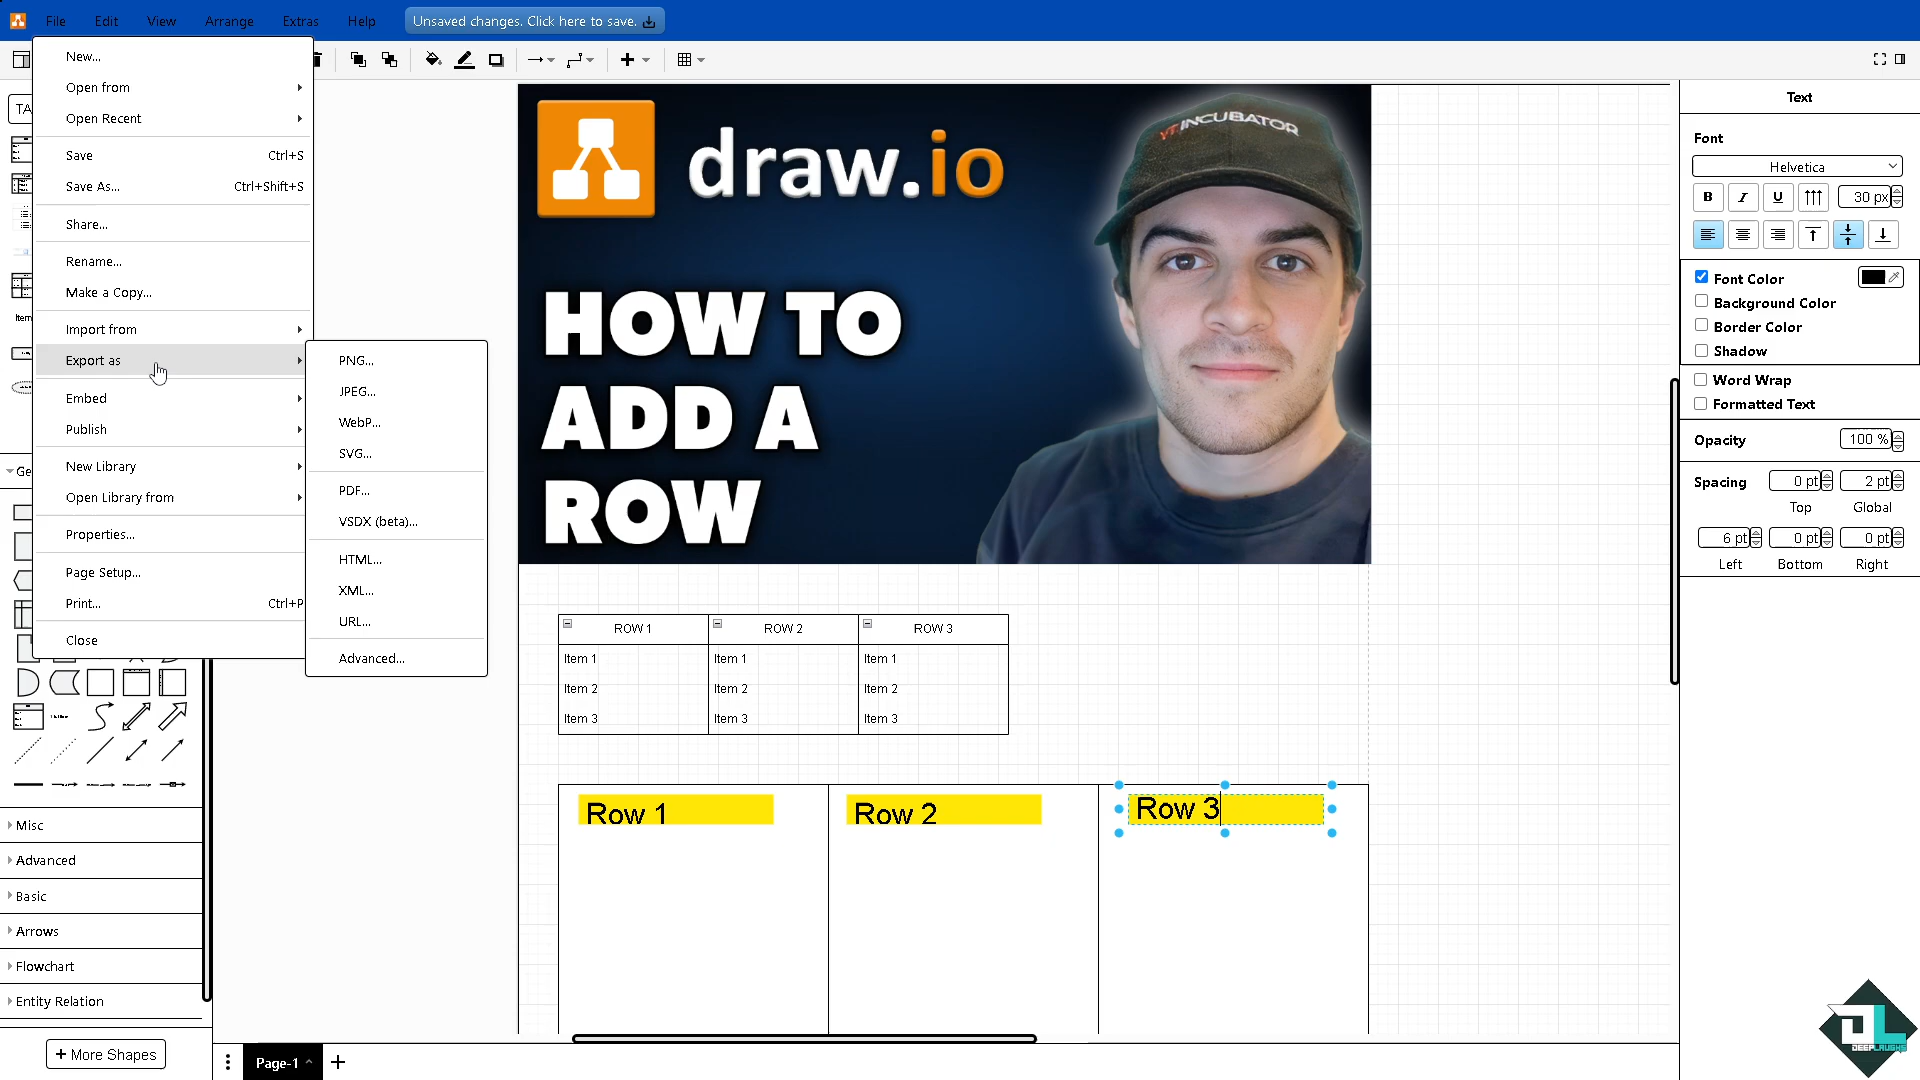 File Edit View Arrange Extras Help Unsaved changes. Click here to save.
New...
Open from
Open Recent
Save Ctrl+S
Save As... Ctrl+Shift+S
Share...
Rename...
Make a Copy...
Import from
Export as
Embed
Publish
New Library
Open Library from
Properties...
Page Setup...
Print... Ctrl+P
Close
PNG...
JPEG...
WebP...
SVG...
PDF...
VSDX (beta)...
HTML...
XML...
URL...
Advanced...
TA
Item
Ge
Misc
Advanced
Basic
Arrows
Flowchart
Entity Relation
+ More Shapes
draw.io
YT INCUBATOR
HOW TO
ADD A
ROW
ROW 1 ROW 2 ROW 3
Item 1 Item 1 Item 1
Item 2 Item 2 Item 2
Item 3 Item 3 Item 3
Row 1 Row 2 Row 3
Page-1
Text
Font
Helvetica
B I U 30 px
Font Color
Background Color
Border Color
Shadow
Word Wrap
Formatted Text
Opacity 100 %
Spacing 0 pt 2 pt
Top Global
6 pt 0 pt 0 pt
Left Bottom Right
DL
DEEPLAUGHS